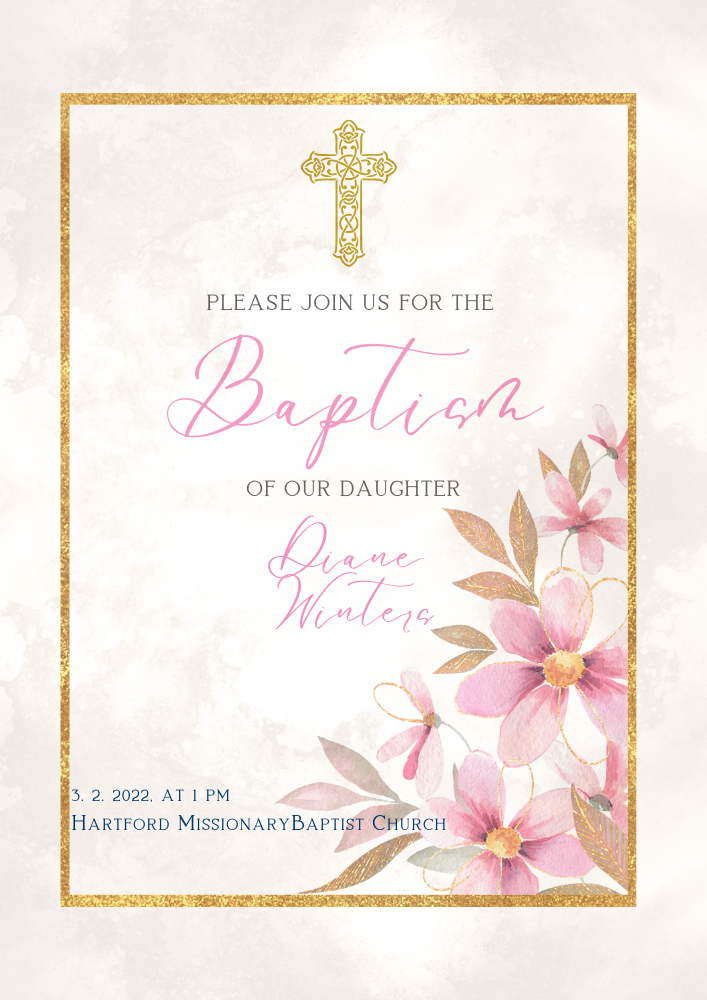 PLEASE JOIN US FOR THE
Baptism
OF OUR DAUGHTER
Diane
Winters
3. 2. 2022, AT 1 PM
Hartford MissionaryBaptist Church